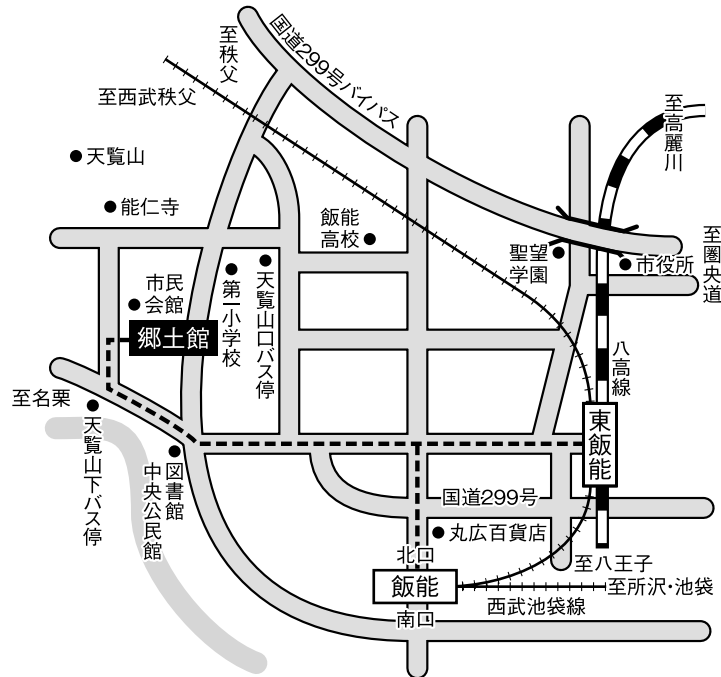 至秩父
国道299号バイパス
至西武秩父
至高麗川
天覧山
能仁寺
飯能
高校
聖望
学園
市役所
至圏央道
市民
会館
第一小学校
天覧山口バス停
郷土館
八高線
至名栗
天覧山下バス停
図書館
中央公民館
東飯能
国道299号
丸広百貨店
北口
飯能
南口
至八王子
至所沢・池袋
西武池袋線